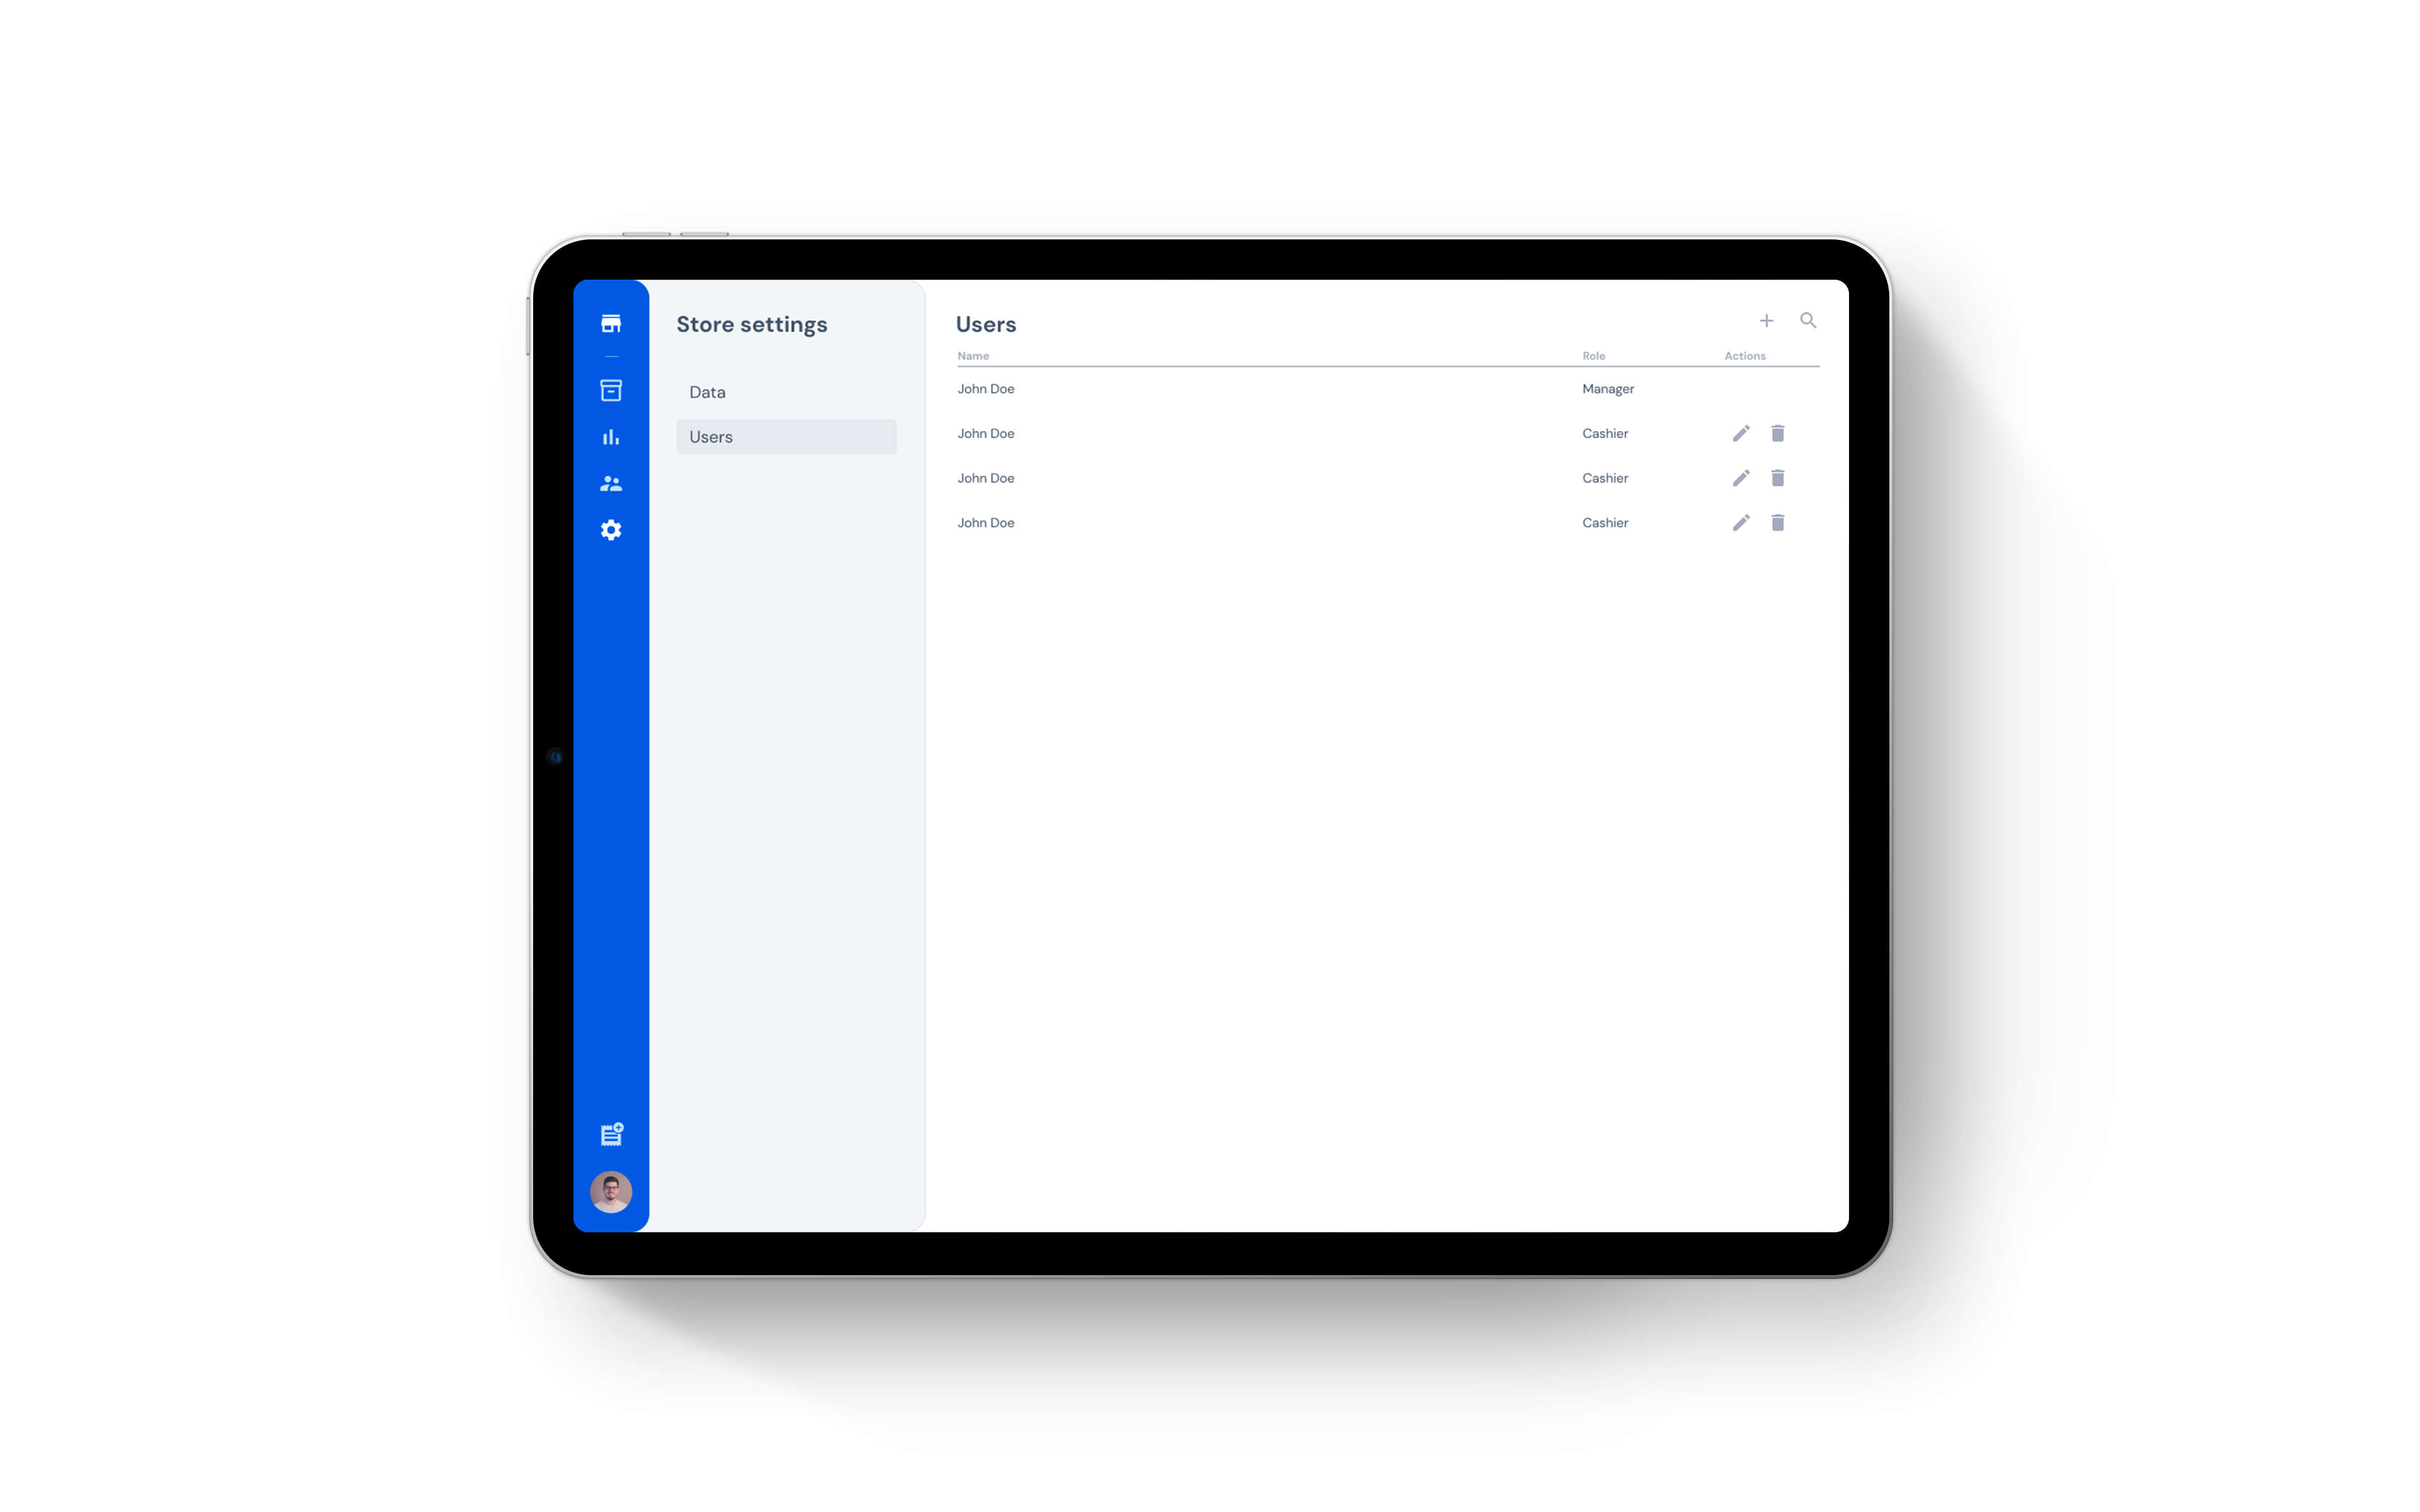 Store settings
Data
Users
Users
Name Role Actions
John Doe Manager
John Doe Cashier
John Doe Cashier
John Doe Cashier